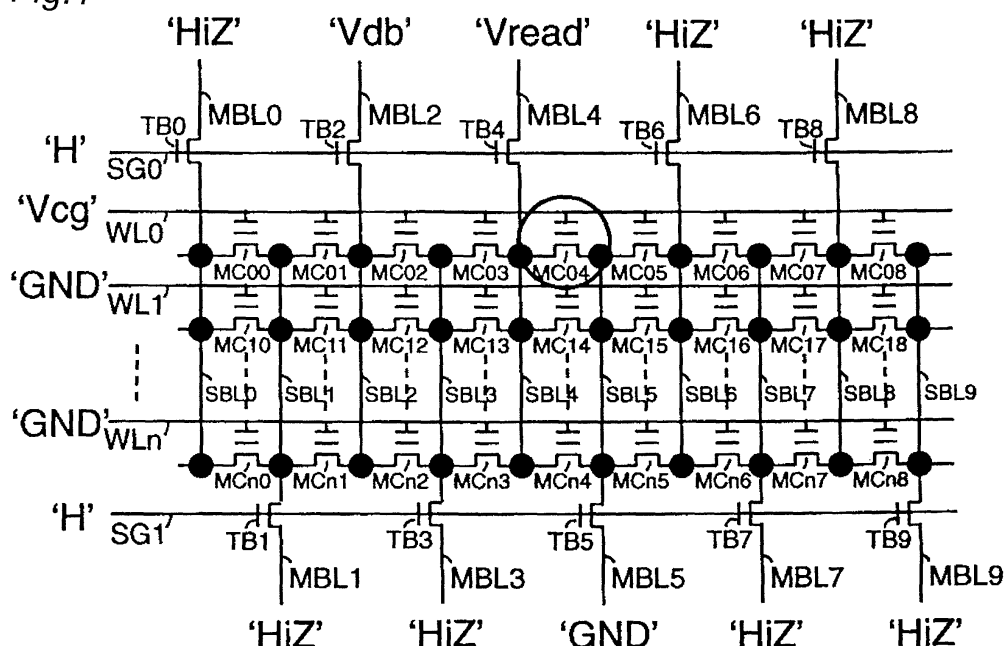 'HiZ' 'Vdb' 'Vread' 'HiZ' 'HiZ'
MBL0 MBL2 MBL4 MBL6 MBL8
TB0 TB2 TB4 TB6 TB8
'H'
SG0
'Vcg'
WL0
MC00 MC01 MC02 MC03 MC04 MC05 MC06 MC07 MC08
'GND'
WL1
MC10 MC11 MC12 MC13 MC14 MC15 MC16 MC17 MC18
SBL0 SBL1 SBL2 SBL3 SBL4 SBL5 SBL6 SBL7 SBL8 SBL9
'GND'
WLn
MCn0 MCn1 MCn2 MCn3 MCn4 MCn5 MCn6 MCn7 MCn8
'H'
SG1
TB1 TB3 TB5 TB7 TB9
MBL1 MBL3 MBL5 MBL7 MBL9
'HiZ' 'HiZ' 'GND' 'HiZ' 'HiZ'